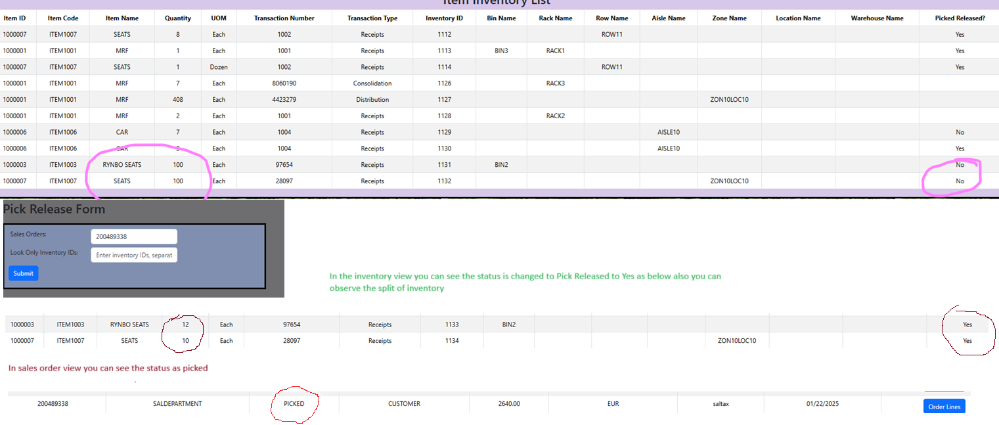 Item Inventory List
Item ID Item Code Item Name Quantity UOM Transaction Number Transaction Type Inventory ID Bin Name Rack Name Row Name Aisle Name Zone Name Location Name Warehouse Name Picked Released?
1000007 ITEM1007 SEATS 8 Each 1002 Receipts 1112 ROW11 Yes
1000001 ITEM1001 MRF 1 Each 1001 Receipts 1113 BIN3 RACK1 Yes
1000007 ITEM1007 SEATS 1 Dozen 1002 Receipts 1114 ROW11 Yes
1000001 ITEM1001 MRF 7 Each 8060190 Consolidation 1126 RACK3
1000001 ITEM1001 MRF 408 Each 4423279 Distribution 1127 ZON10LOC10
1000001 ITEM1001 MRF 2 Each 1001 Receipts 1128 RACK2
1000006 ITEM1006 CAR 7 Each 1004 Receipts 1129 AISLE10 No
1000006 ITEM1006 CAR Each 1004 Receipts 1130 AISLE10 Yes
1000003 ITEM1003 RYNBO SEATS 100 Each 97654 Receipts 1131 BIN2 No
1000007 ITEM1007 SEATS 100 Each 28097 Receipts 1132 ZON10LOC10 No
Pick Release Form
Sales Orders: 200489338
Look Only Inventory IDs: Enter inventory IDs, separat
Submit
In the inventory view you can see the status is changed to Pick Released to Yes as below also you can
observe the split of inventory
1000003 ITEM1003 RYNBO SEATS 12 Each 97654 Receipts 1133 BIN2 Yes
1000007 ITEM1007 SEATS 10 Each 28097 Receipts 1134 ZON10LOC10 Yes
In sales order view you can see the status as picked
200489338 SALDEPARTMENT PICKED CUSTOMER 2640.00 EUR saltax 01/22/2025 Order Lines